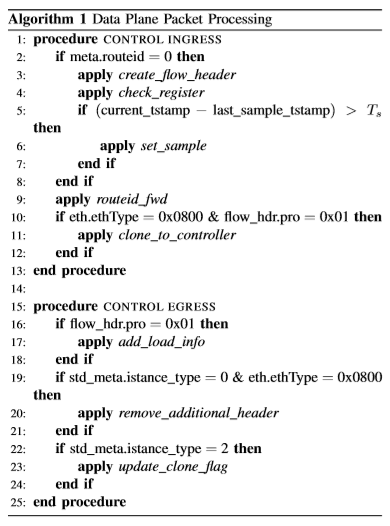 Algorithm 1 Data Plane Packet Processing
1: procedure CONTROL INGRESS
2: if meta.routeid = 0 then
3: apply create_flow_header
4: apply check_register
5: if (current_tstamp − last_sample_tstamp) > Ts
then
6: apply set_sample
7: end if
8: end if
9: apply routeid_fwd
10: if eth.ethType = 0x0800 & flow_hdr.pro = 0x01 then
11: apply clone_to_controller
12: end if
13: end procedure
14:
15: procedure CONTROL EGRESS
16: if flow_hdr.pro = 0x01 then
17: apply add_load_info
18: end if
19: if std_meta.istance_type = 0 & eth.ethType = 0x0800
then
20: apply remove_additional_header
21: end if
22: if std_meta.istance_type = 2 then
23: apply update_clone_flag
24: end if
25: end procedure